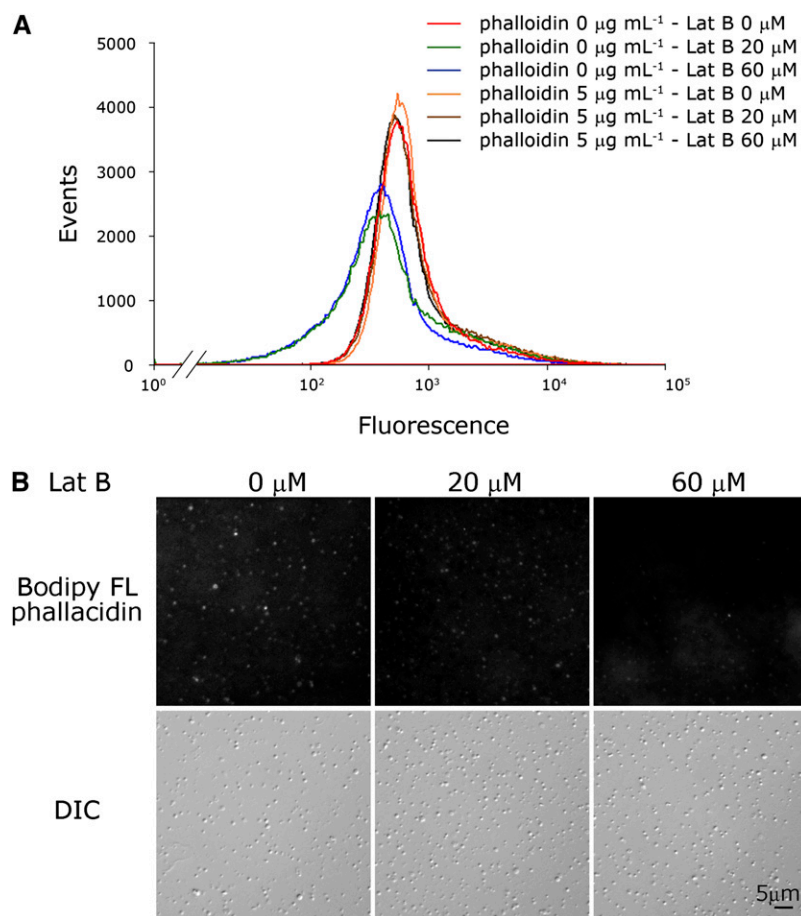 A
phalloidin 0 μg mL⁻¹ - Lat B 0 μM
phalloidin 0 μg mL⁻¹ - Lat B 20 μM
phalloidin 0 μg mL⁻¹ - Lat B 60 μM
phalloidin 5 μg mL⁻¹ - Lat B 0 μM
phalloidin 5 μg mL⁻¹ - Lat B 20 μM
phalloidin 5 μg mL⁻¹ - Lat B 60 μM
5000
4000
3000
2000
1000
0
Events
10⁰ 10² 10³ 10⁴ 10⁵
Fluorescence
B Lat B 0 μM 20 μM 60 μM
Bodipy FL
phallacidin
DIC
5μm